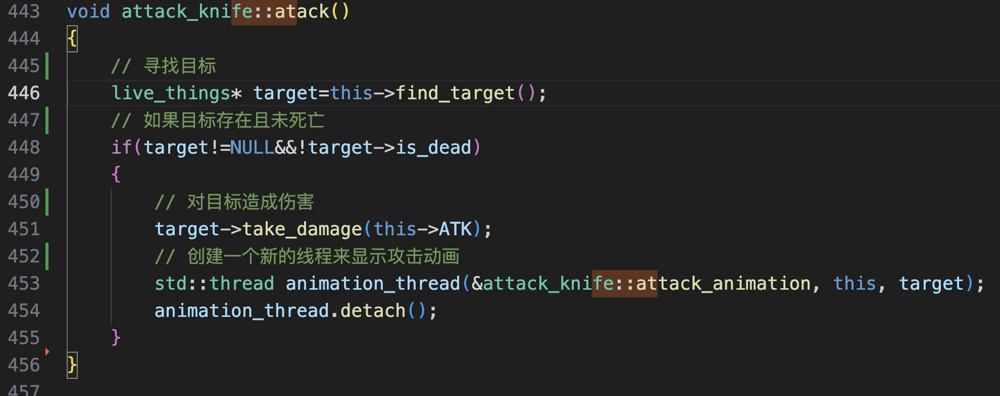 443 void attack_knife::atack()
444 {
445 // 寻找目标
446 live_things* target=this->find_target();
447 // 如果目标存在且未死亡
448 if(target!=NULL&&!target->is_dead)
449 {
450 // 对目标造成伤害
451 target->take_damage(this->ATK);
452 // 创建一个新的线程来显示攻击动画
453 std::thread animation_thread(&attack_knife::attack_animation, this, target);
454 animation_thread.detach();
455 }
456 }
457